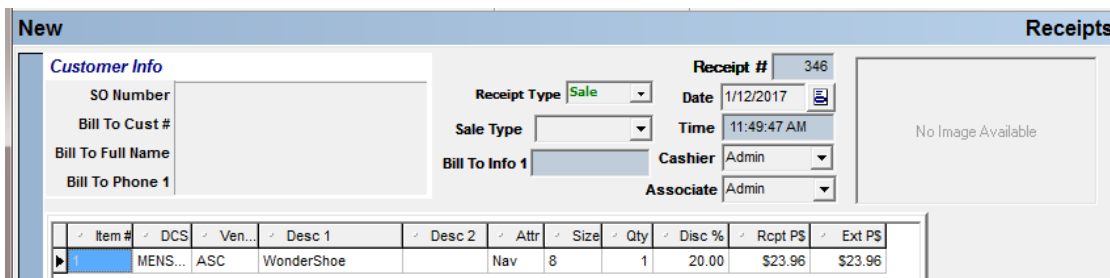 New Receipts
Customer Info
SO Number
Bill To Cust #
Bill To Full Name
Bill To Phone 1
Receipt Type Sale
Sale Type
Bill To Info 1
Receipt # 346
Date 1/12/2017
Time 11:49:47 AM
Cashier Admin
Associate Admin
No Image Available
Item # DCS Ven... Desc 1 Desc 2 Attr Size Qty Disc % Rcpt P$ Ext P$
1 MENS... ASC WonderShoe Nav 8 1 20.00 $23.96 $23.96